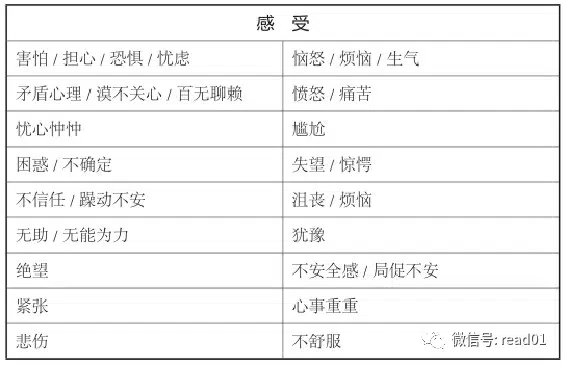 感 受
害怕 / 担心 / 恐惧 / 忧虑 恼怒 / 烦恼 / 生气
矛盾心理 / 漠不关心 / 百无聊赖 愤怒 / 痛苦
忧心忡忡 尴尬
困惑 / 不确定 失望 / 惊愕
不信任 / 躁动不安 沮丧 / 烦恼
无助 / 无能为力 犹豫
绝望 不安全感 / 局促不安
紧张 心事重重
悲伤 不舒服
微信号: read01